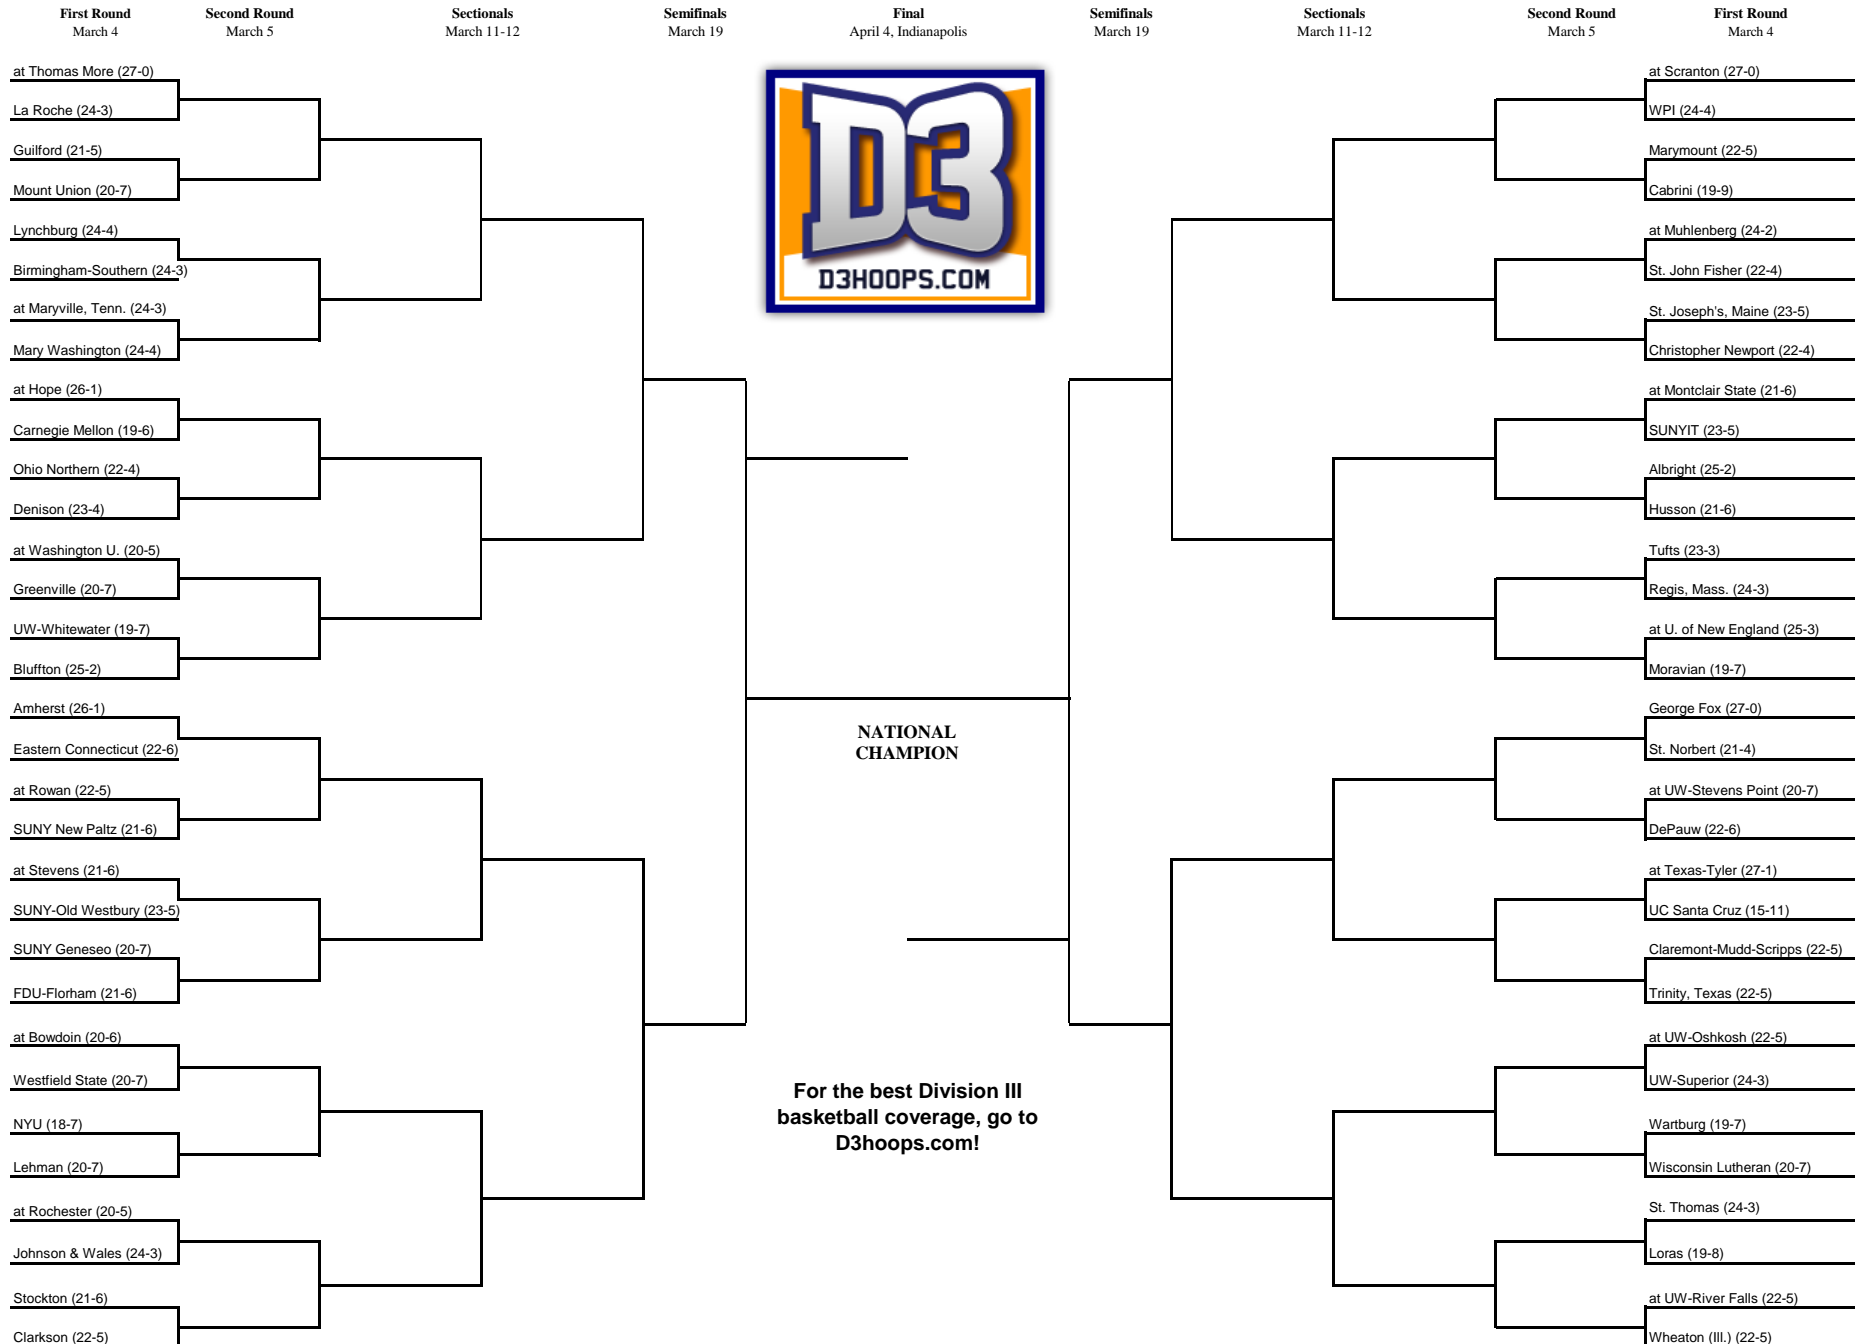 First Round
March 4
Second Round
March 5
Sectionals
March 11-12
Semifinals
March 19
Final
April 4, Indianapolis
Semifinals
March 19
Sectionals
March 11-12
Second Round
March 5
First Round
March 4
at Thomas More (27-0)
La Roche (24-3)
Guilford (21-5)
Mount Union (20-7)
Lynchburg (24-4)
Birmingham-Southern (24-3)
at Maryville, Tenn. (24-3)
Mary Washington (24-4)
at Hope (26-1)
Carnegie Mellon (19-6)
Ohio Northern (22-4)
Denison (23-4)
at Washington U. (20-5)
Greenville (20-7)
UW-Whitewater (19-7)
Bluffton (25-2)
Amherst (26-1)
Eastern Connecticut (22-6)
at Rowan (22-5)
SUNY New Paltz (21-6)
at Stevens (21-6)
SUNY-Old Westbury (23-5)
SUNY Geneseo (20-7)
FDU-Florham (21-6)
at Bowdoin (20-6)
Westfield State (20-7)
NYU (18-7)
Lehman (20-7)
at Rochester (20-5)
Johnson & Wales (24-3)
Stockton (21-6)
Clarkson (22-5)
D3
D3HOOPS.COM
NATIONAL
CHAMPION
For the best Division III
basketball coverage, go to
D3hoops.com!
at Scranton (27-0)
WPI (24-4)
Marymount (22-5)
Cabrini (19-9)
at Muhlenberg (24-2)
St. John Fisher (22-4)
St. Joseph's, Maine (23-5)
Christopher Newport (22-4)
at Montclair State (21-6)
SUNYIT (23-5)
Albright (25-2)
Husson (21-6)
Tufts (23-3)
Regis, Mass. (24-3)
at U. of New England (25-3)
Moravian (19-7)
George Fox (27-0)
St. Norbert (21-4)
at UW-Stevens Point (20-7)
DePauw (22-6)
at Texas-Tyler (27-1)
UC Santa Cruz (15-11)
Claremont-Mudd-Scripps (22-5)
Trinity, Texas (22-5)
at UW-Oshkosh (22-5)
UW-Superior (24-3)
Wartburg (19-7)
Wisconsin Lutheran (20-7)
St. Thomas (24-3)
Loras (19-8)
at UW-River Falls (22-5)
Wheaton (Ill.) (22-5)